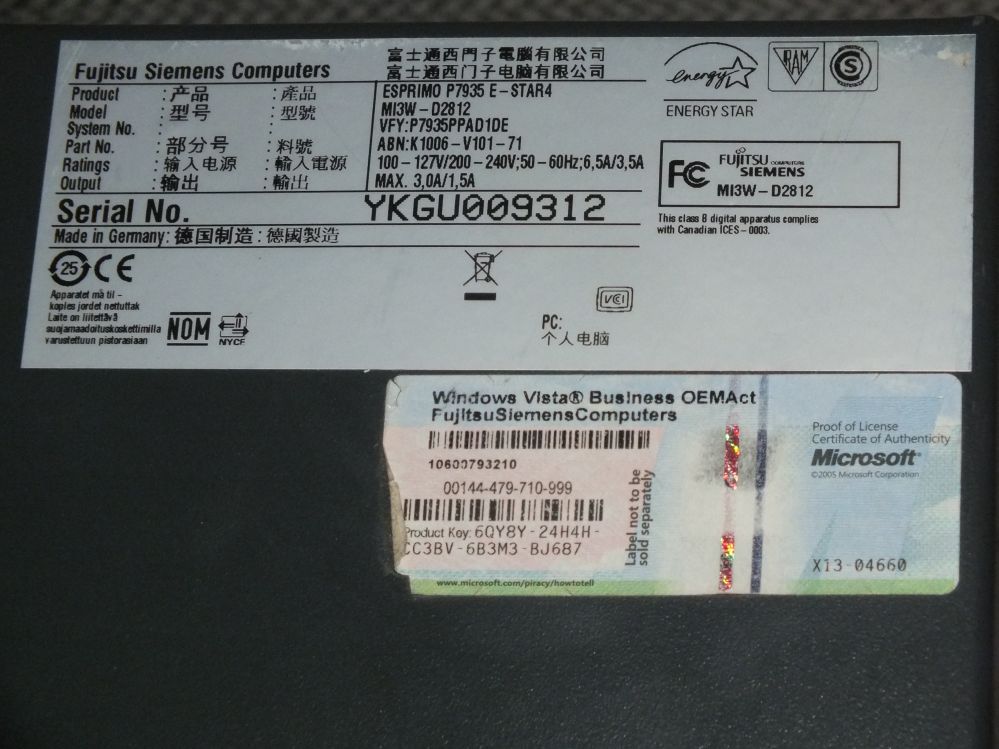 Fujitsu Siemens Computers
富士通西門子電腦有限公司
富士通西门子电脑有限公司
Product : 产品 : 產品 ESPRIMO P7935 E-STAR4
Model : 型号 : 型號 MI3W-D2812
System No. : : VFY:P7935PPAD1DE
Part No. : 部分号 : 料號 ABN:K1006-V101-71
Ratings : 输入电源 : 輸入電源 100-127V/200-240V;50-60Hz;6,5A/3,5A
Output : 输出 : 輸出 MAX. 3,0A/1,5A
Serial No. YKGU009312
Made in Germany: 德国制造: 德國製造
energy
ENERGY STAR
RAM
S
FC
FUJITSU COMPUTERS
SIEMENS
MI3W-D2812
This class B digital apparatus complies
with Canadian ICES-0003.
25 CE
Apparatet må til-
koples jordet nettuttak
Laite on liitettävä
suojamaadoituskoskettimilla
varustettuun pistorasiaan
NOM
NYCE
VCI
PC:
个人电脑
Windows Vista® Business OEMAct
FujitsuSiemensComputers
10600793210
00144-479-710-999
Product Key: 6QY8Y-24H4H-
CC3BV-6B3M3-BJ687
Label not to be
sold separately
www.microsoft.com/piracy/howtotell
Proof of License
Certificate of Authenticity
Microsoft®
©2005 Microsoft Corporation
X13-04660